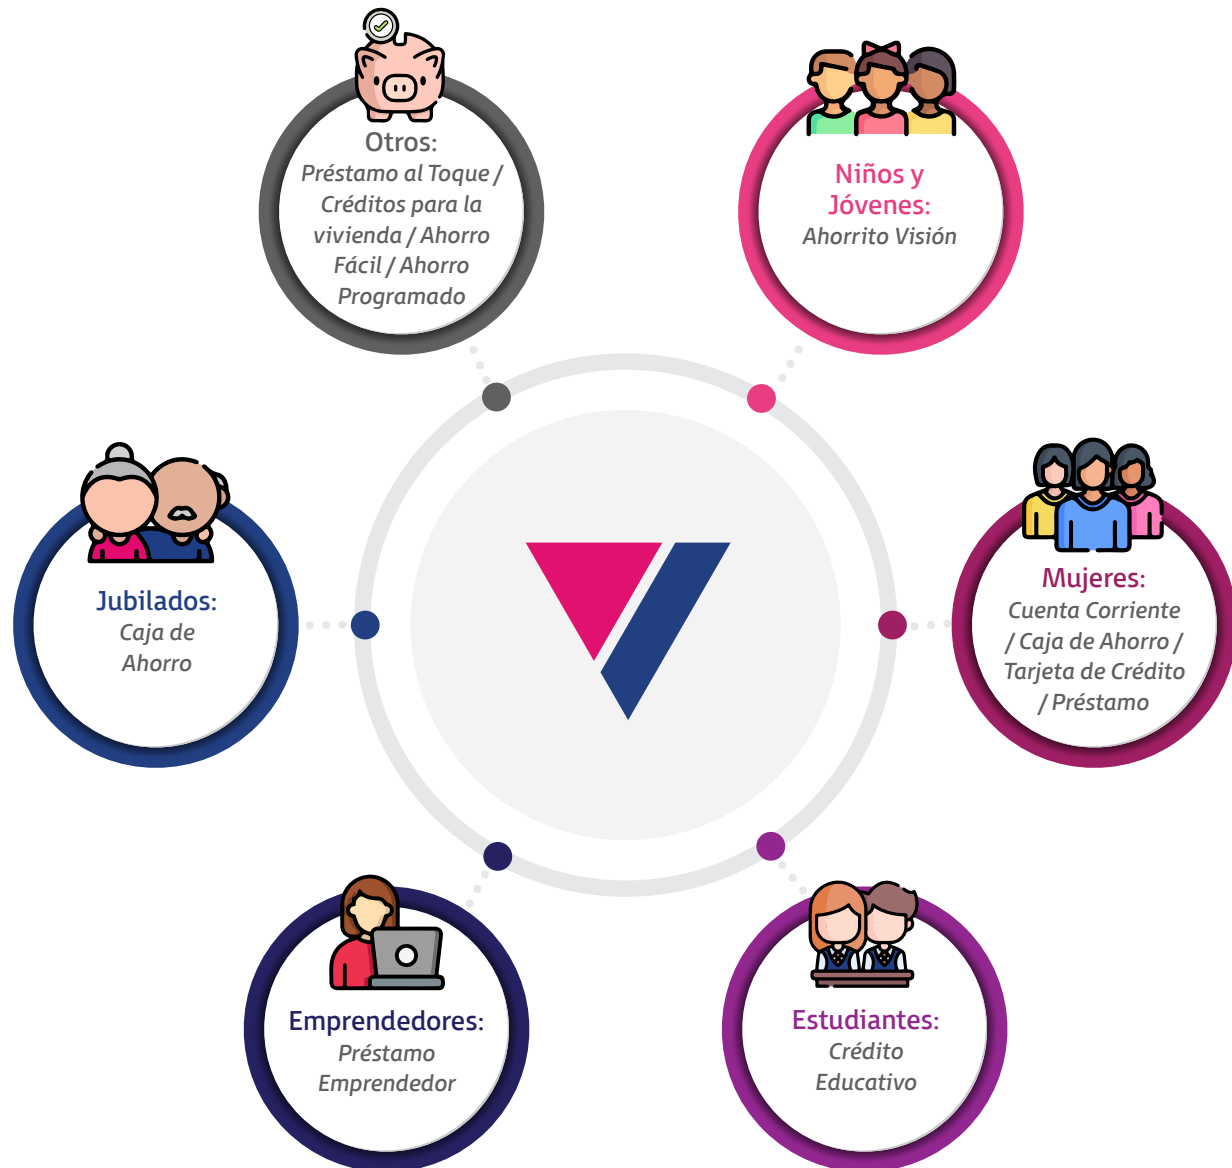 Otros:
Préstamo al Toque /
Créditos para la
vivienda / Ahorro
Fácil / Ahorro
Programado
Niños y
Jóvenes:
Ahorrito Visión
Mujeres:
Cuenta Corriente
/ Caja de Ahorro /
Tarjeta de Crédito
/ Préstamo
Estudiantes:
Crédito
Educativo
Emprendedores:
Préstamo
Emprendedor
Jubilados:
Caja de
Ahorro